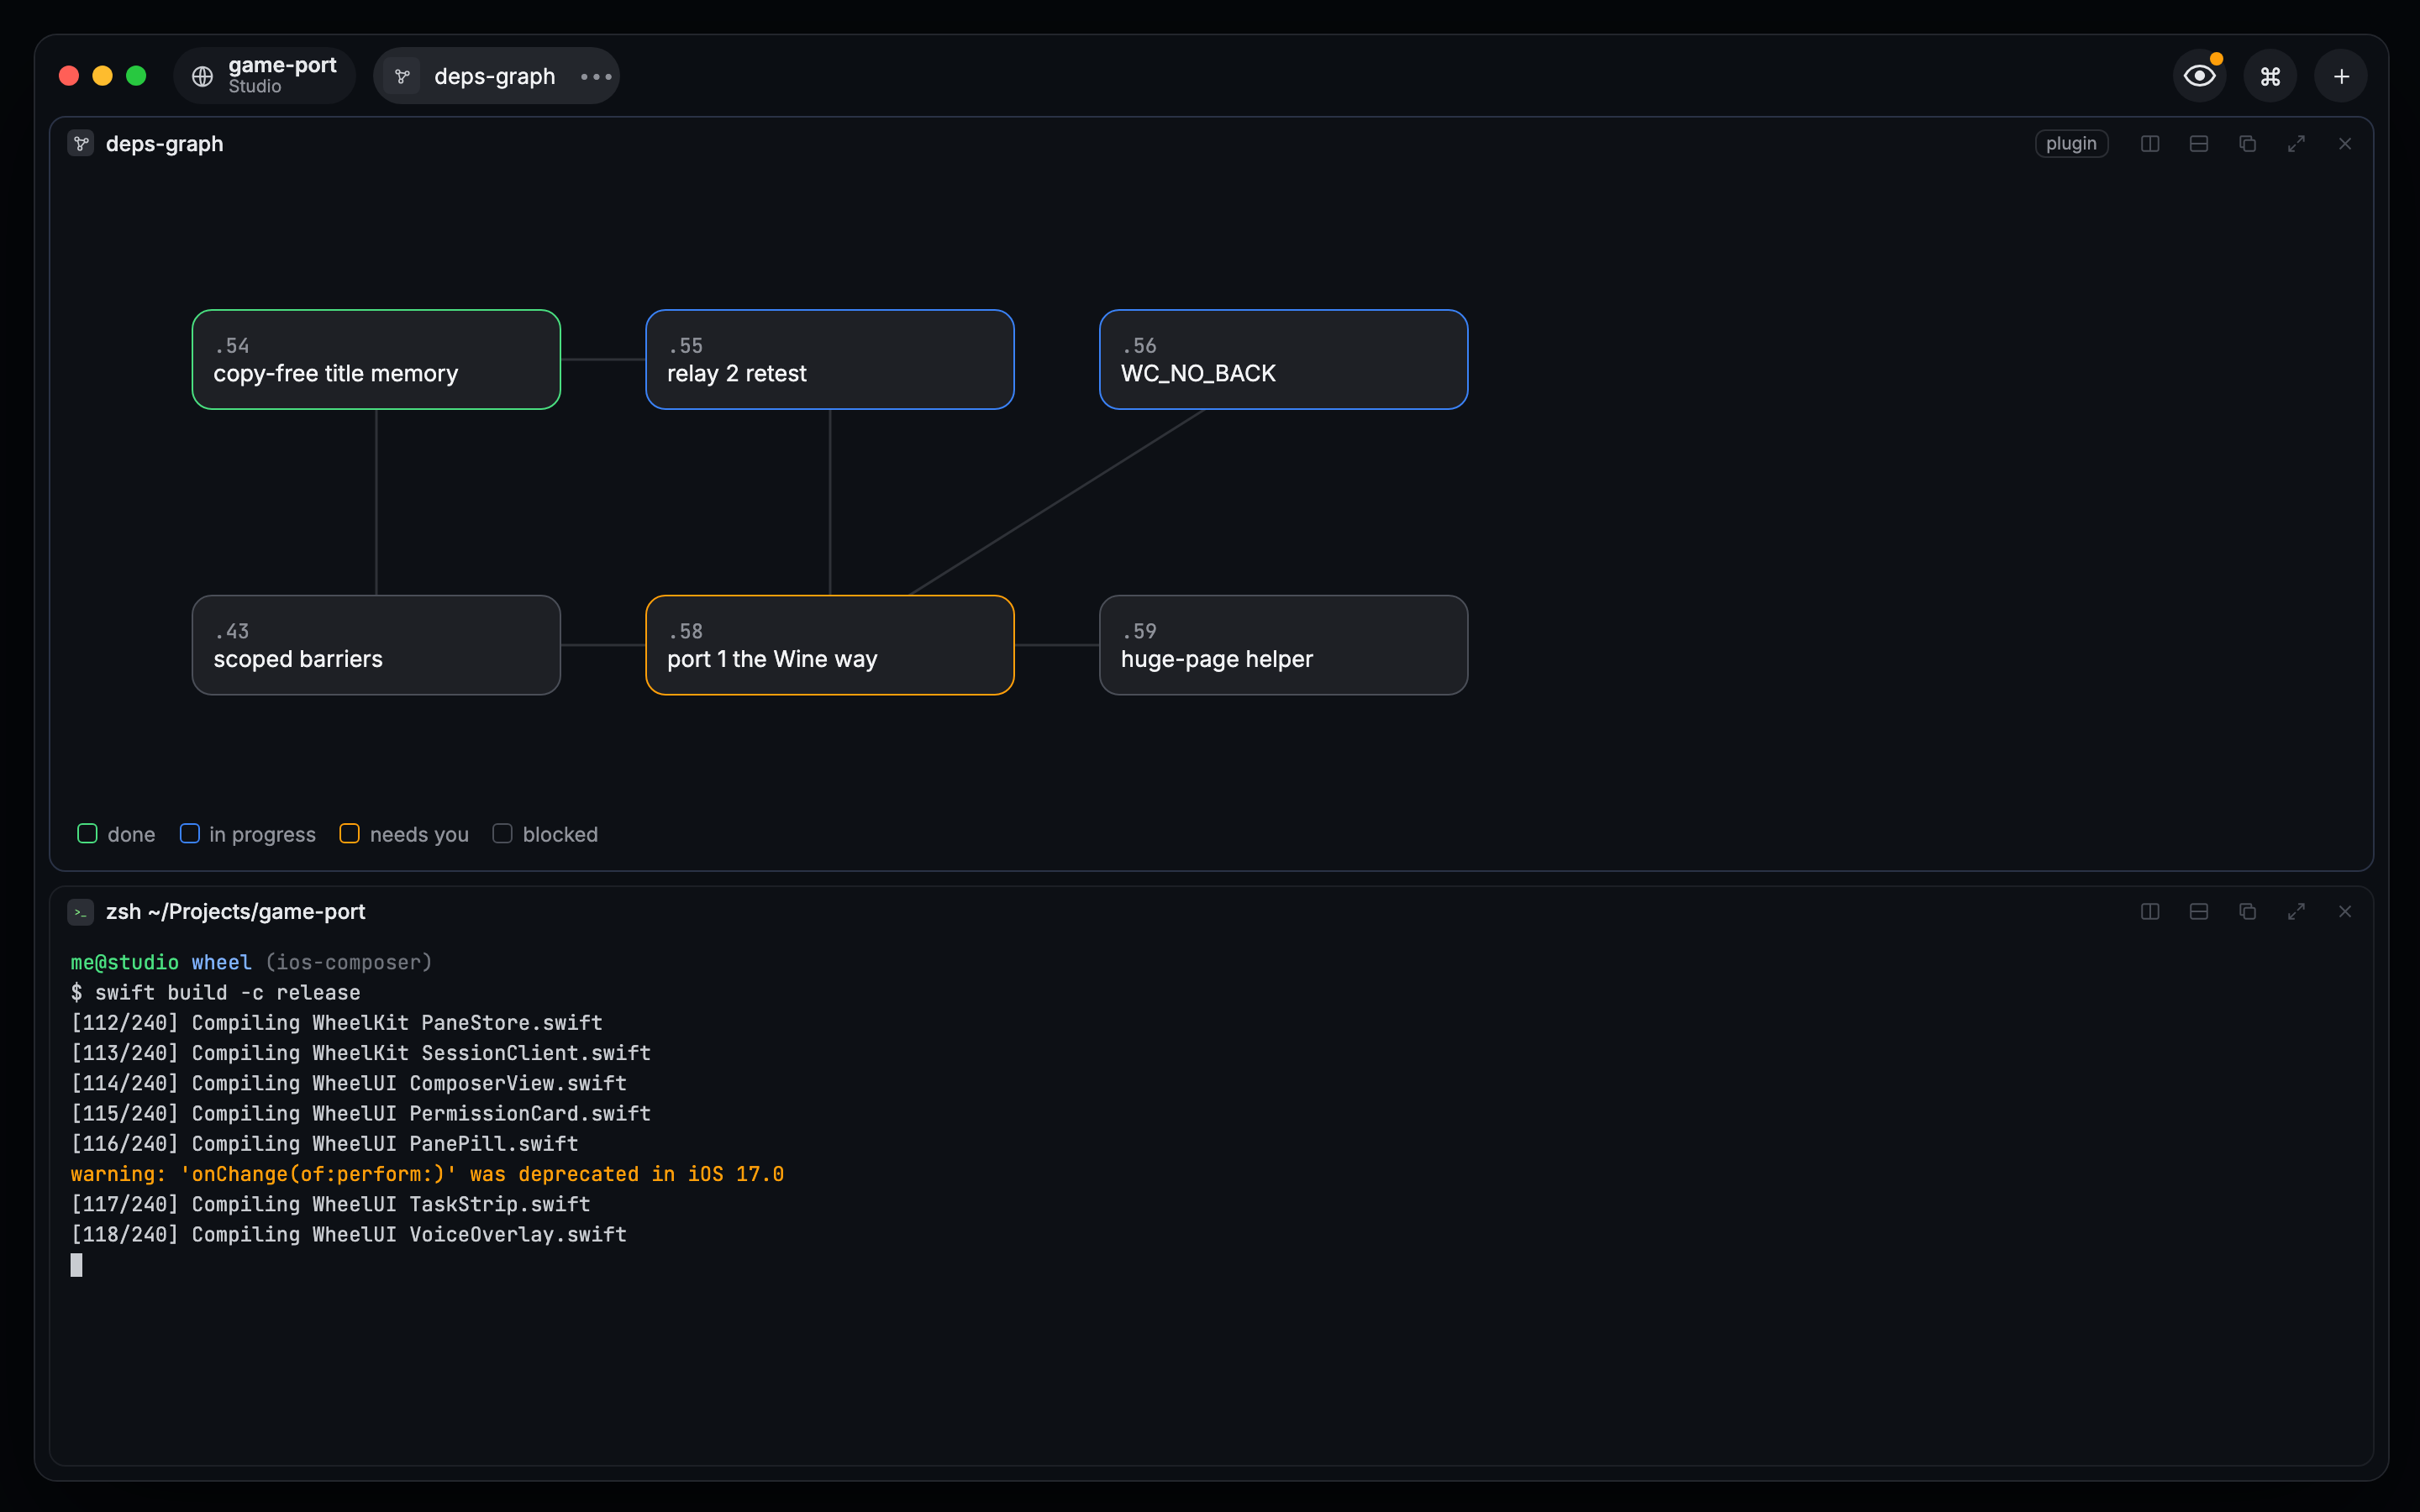 game-port
Studio
deps-graph
deps-graph
plugin
.54
copy-free title memory
.55
relay 2 retest
.56
WC_NO_BACK
.43
scoped barriers
.58
port 1 the Wine way
.59
huge-page helper
done
in progress
needs you
blocked
zsh ~/Projects/game-port
me@studio wheel (ios-composer)
$ swift build -c release
[112/240] Compiling WheelKit PaneStore.swift
[113/240] Compiling WheelKit SessionClient.swift
[114/240] Compiling WheelUI ComposerView.swift
[115/240] Compiling WheelUI PermissionCard.swift
[116/240] Compiling WheelUI PanePill.swift
warning: 'onChange(of:perform:)' was deprecated in iOS 17.0
[117/240] Compiling WheelUI TaskStrip.swift
[118/240] Compiling WheelUI VoiceOverlay.swift